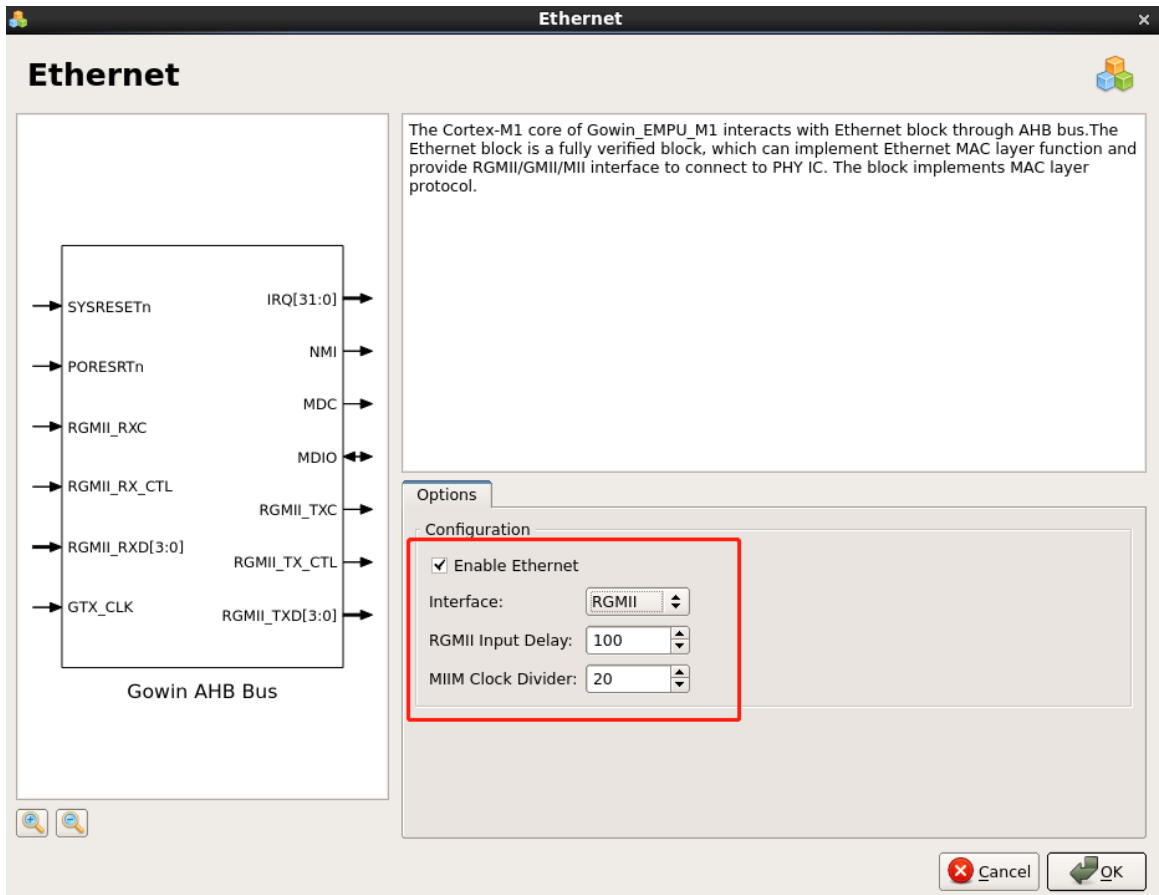 Ethernet
Ethernet
The Cortex-M1 core of Gowin_EMPU_M1 interacts with Ethernet block through AHB bus.The
Ethernet block is a fully verified block, which can implement Ethernet MAC layer function and
provide RGMII/GMII/MII interface to connect to PHY IC. The block implements MAC layer
protocol.
SYSRESETn
PORESRTn
RGMII_RXC
RGMII_RX_CTL
RGMII_RXD[3:0]
GTX_CLK
IRQ[31:0]
NMI
MDC
MDIO
RGMII_TXC
RGMII_TX_CTL
RGMII_TXD[3:0]
Gowin AHB Bus
Options
Configuration
Enable Ethernet
Interface: RGMII
RGMII Input Delay: 100
MIIM Clock Divider: 20
Cancel
OK